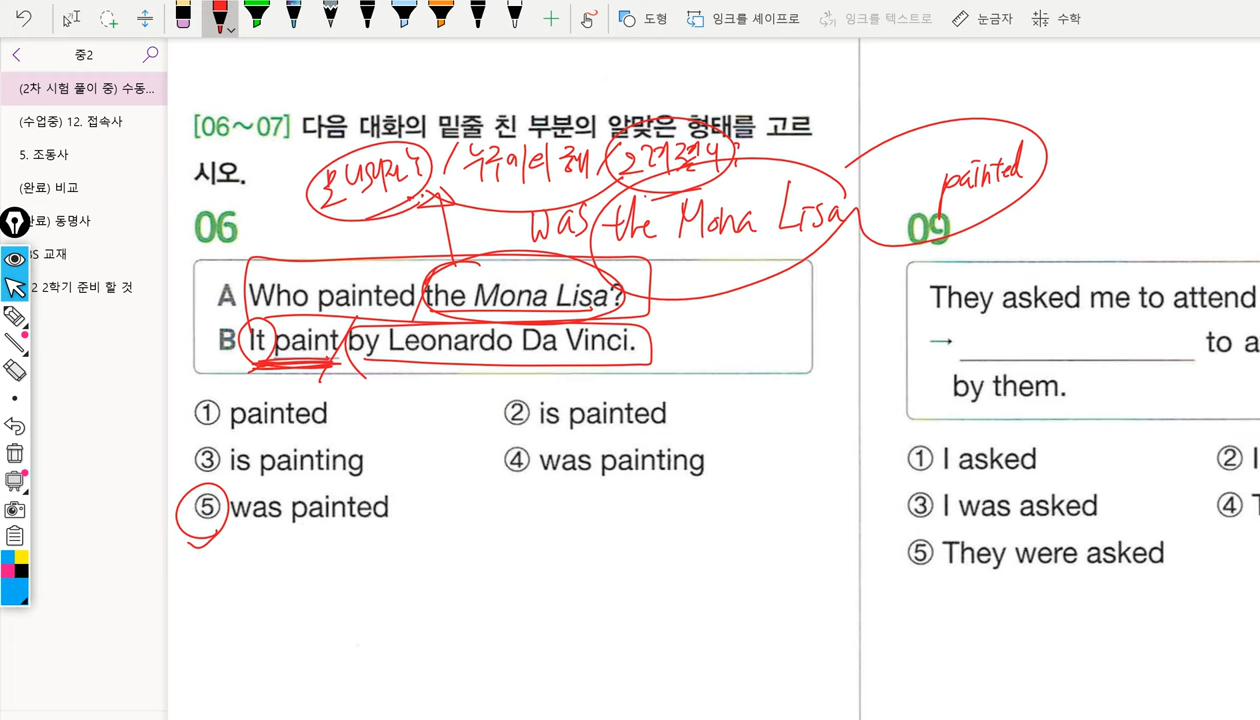 도형
잉크를 셰이프로
잉크를 텍스트로
눈금자
수학
중2
(2차 시험 풀이 중) 수동...
(수업중) 12. 접속사
5. 조동사
(완료) 비교
완료) 동명사
BS 교재
2 2학기 준비 할 것
[06~07] 다음 대화의 밑줄 친 부분의 알맞은 형태를 고르
시오.
모나리자는 / 누구에 의해 / 그려졌니
was the Mona Lisa
painted
06
A Who painted the Mona Lisa?
B It paint by Leonardo Da Vinci.
① painted
② is painted
③ is painting
④ was painting
⑤ was painted
09
They asked me to attend
→ ____________ to a
by them.
① I asked
② I
③ I was asked
④ T
⑤ They were asked